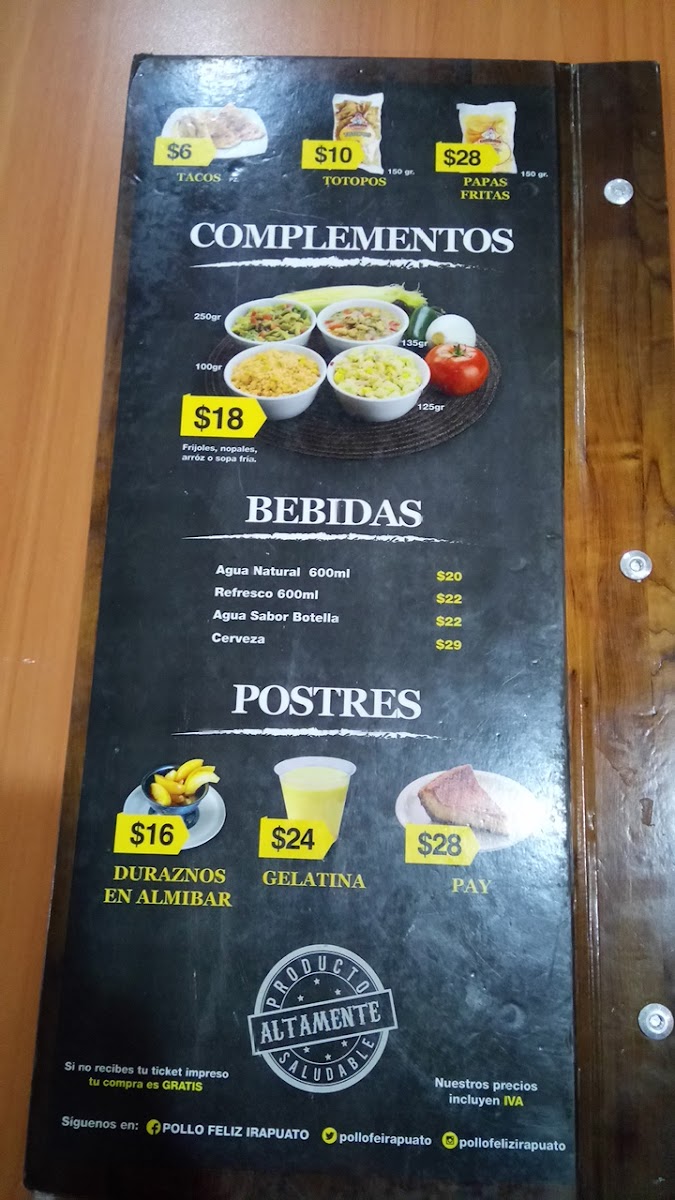 $6
TACOS PZ.
$10
150 gr.
TOTOPOS
$28
150 gr.
PAPAS
FRITAS
COMPLEMENTOS
250gr
135gr
100gr
125gr
$18
Frijoles, nopales,
arróz o sopa fría.
BEBIDAS
Agua Natural 600ml $20
Refresco 600ml $22
Agua Sabor Botella $22
Cerveza $29
POSTRES
$16
DURAZNOS
EN ALMIBAR
$24
GELATINA
$28
PAY
PRODUCTO
ALTAMENTE
SALUDABLE
Si no recibes tu ticket impreso
tu compra es GRATIS
Nuestros precios
incluyen IVA
Síguenos en: POLLO FELIZ IRAPUATO pollofeirapuato pollofelizirapuato